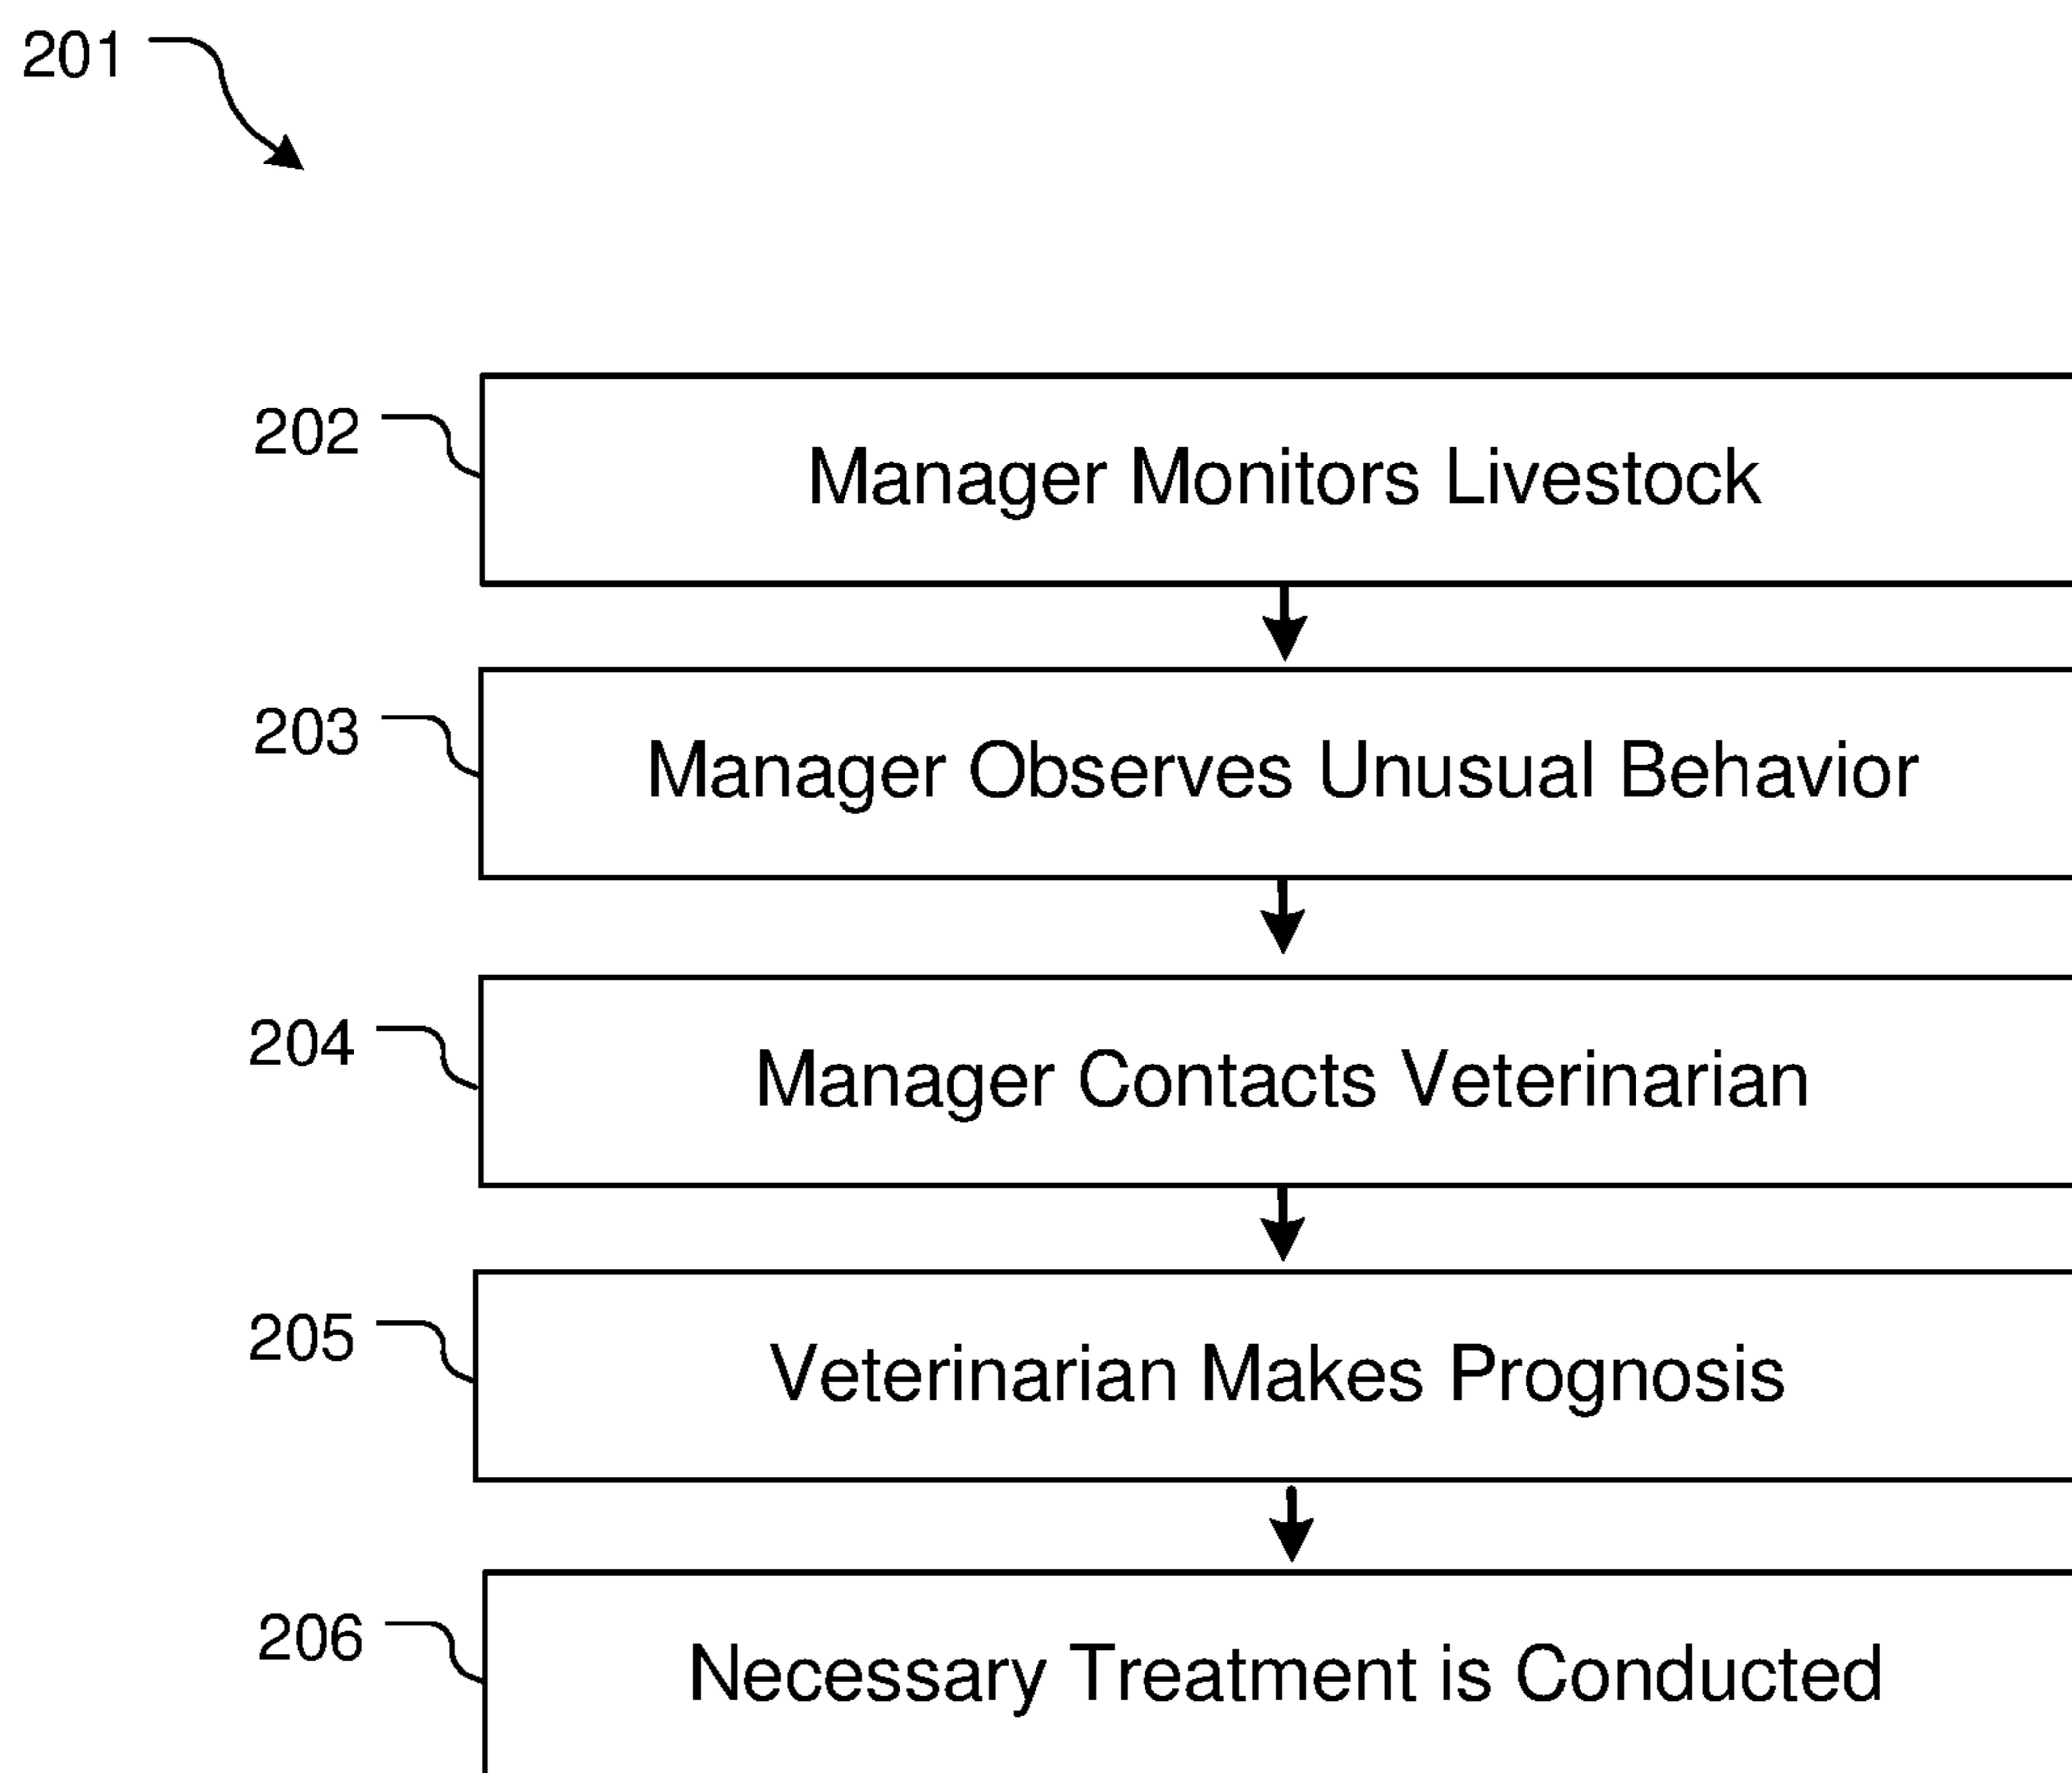 201
202
Manager Monitors Livestock
203
Manager Observes Unusual Behavior
204
Manager Contacts Veterinarian
205
Veterinarian Makes Prognosis
206
Necessary Treatment is Conducted